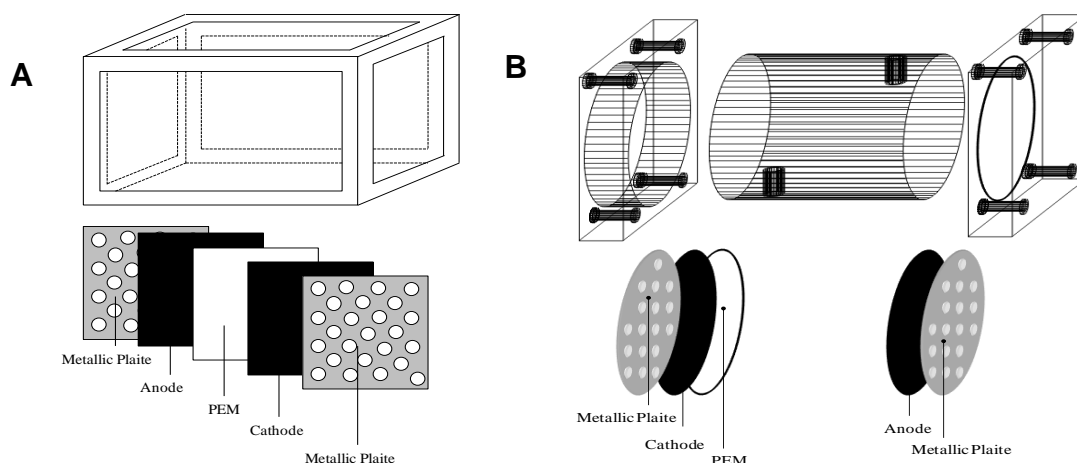 A
Metallic Plaite
Anode
PEM
Cathode
Metallic Plaite
B
Metallic Plaite
Cathode
PEM
Anode
Metallic Plaite